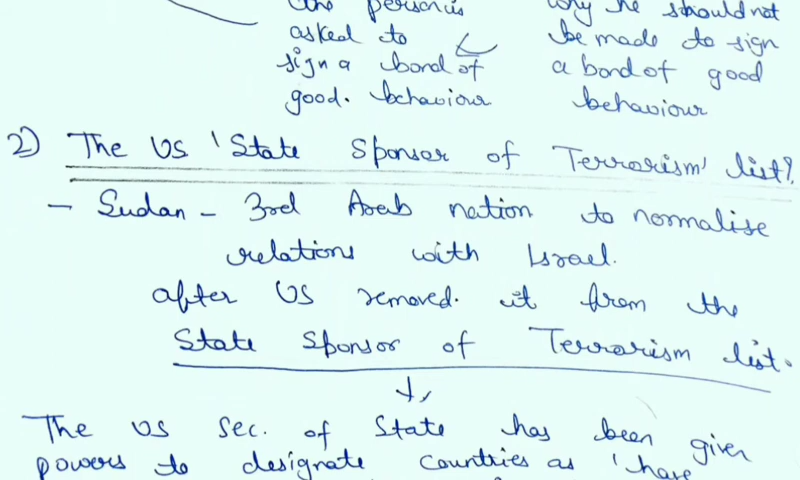 the person is
asked to
sign a bond of
good. behaviour
why he should not
be made to sign
a bond of good
behaviour
2) The US 'State Sponsor of Terrorism' list?
- Sudan - 3rd Arab nation to normalise
relations with Israel.
after US removed. it from the
State Sponsor of Terrorism list.
The US Sec. of State has been given
powers to designate countries as 'have